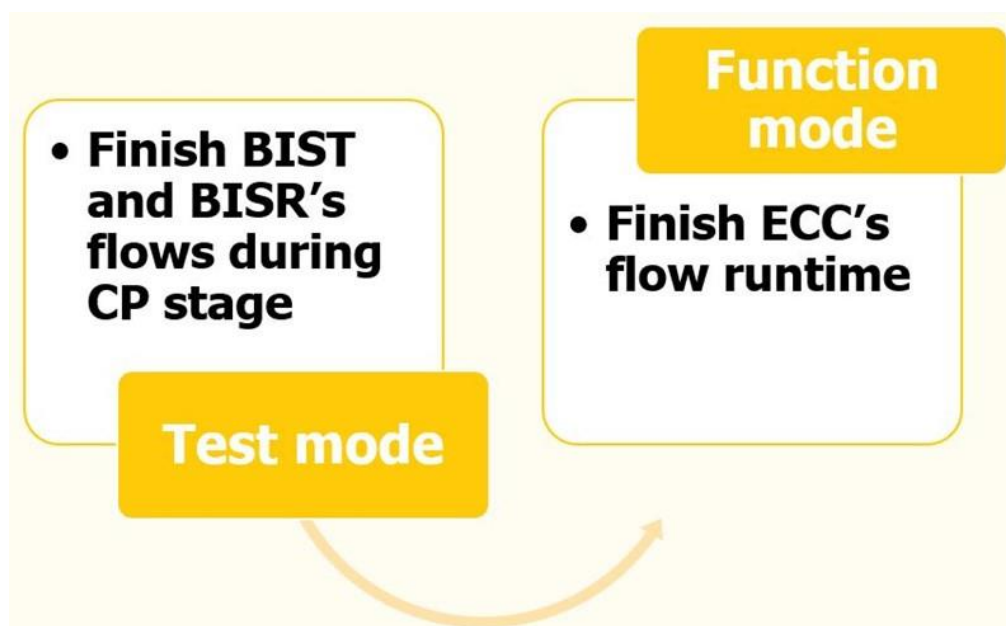 • Finish BIST
and BISR’s
flows during
CP stage
Test mode
Function
mode
• Finish ECC’s
flow runtime